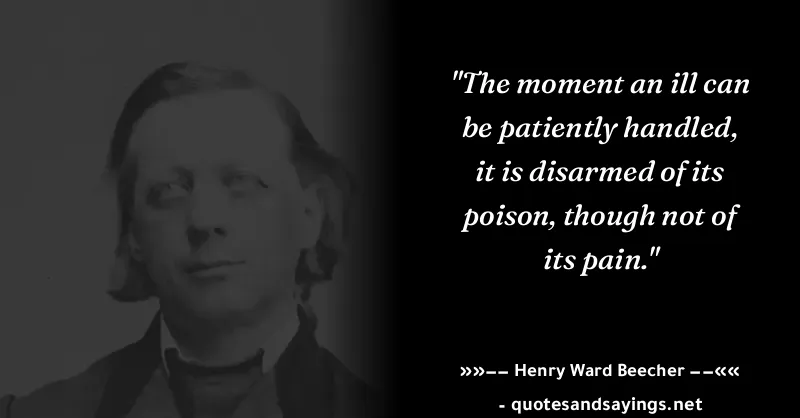 "The moment an ill can
be patiently handled,
it is disarmed of its
poison, though not of
its pain."
»»−− Henry Ward Beecher −−««
- quotesandsayings.net